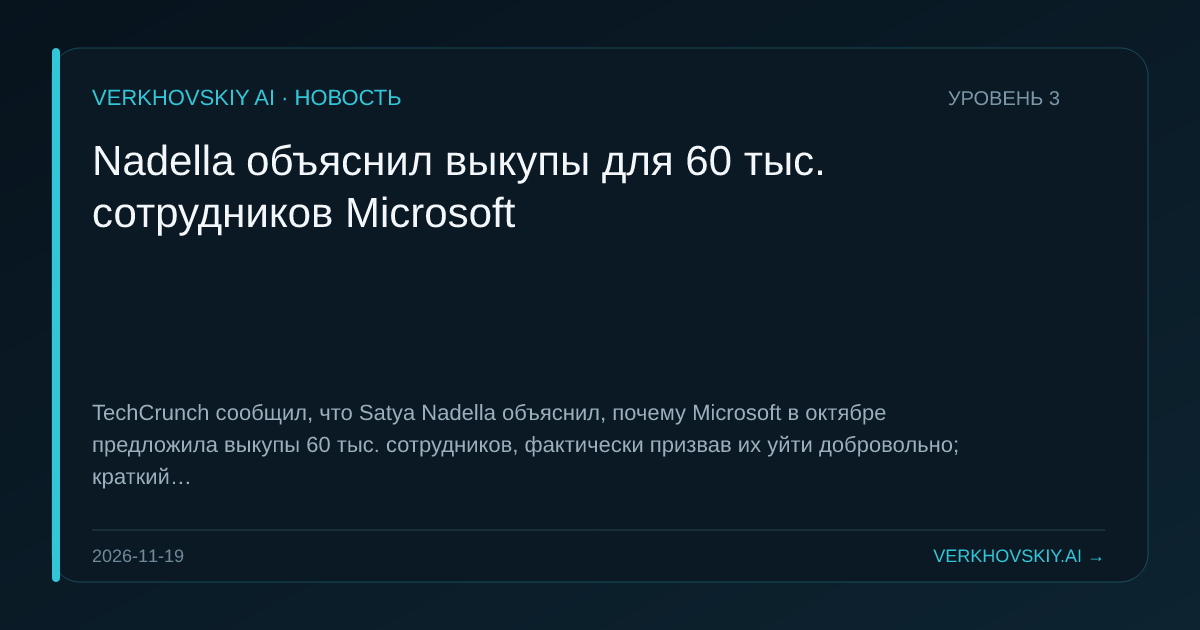 VERKHOVSKIY AI · НОВОСТЬ
УРОВЕНЬ 3
Nadella объяснил выкупы для 60 тыс.
сотрудников Microsoft
TechCrunch сообщил, что Satya Nadella объяснил, почему Microsoft в октябре
предложила выкупы 60 тыс. сотрудников, фактически призвав их уйти добровольно;
краткий…
2026-11-19
VERKHOVSKIY.AI →